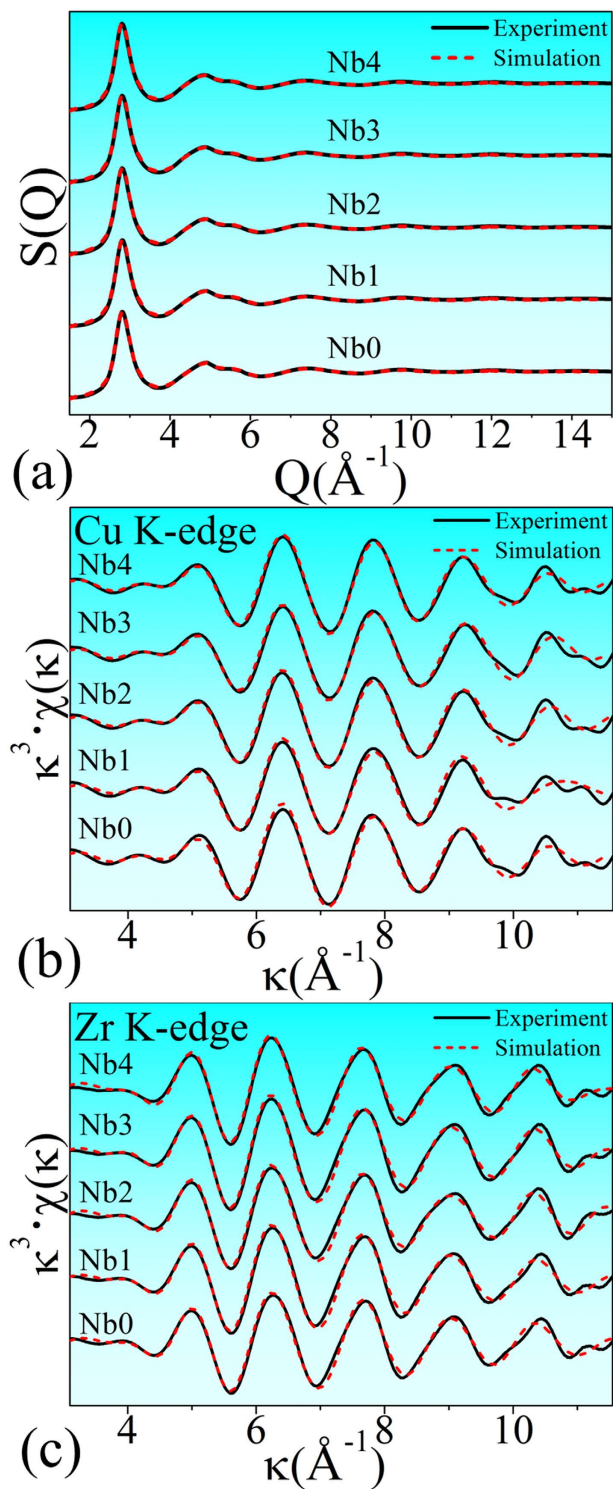 Experiment
Simulation
Nb4
Nb3
Nb2
Nb1
Nb0
S(Q)
2 4 6 8 10 12 14
(a)
Q(Å⁻¹)
Cu K-edge
Experiment
Simulation
Nb4
Nb3
Nb2
Nb1
Nb0
κ³·χ(κ)
4 6 8 10
(b)
κ(Å⁻¹)
Zr K-edge
Experiment
Simulation
Nb4
Nb3
Nb2
Nb1
Nb0
κ³·χ(κ)
4 6 8 10
(c)
κ(Å⁻¹)